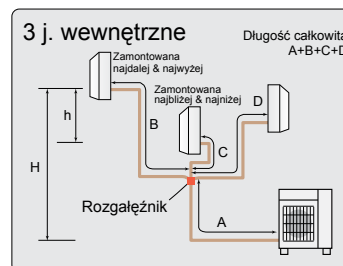 3 j. wewnętrzne
Długość całkowita
A+B+C+D
Zamontowana
najdalej & najwyżej
Zamontowana
najbliżej & najniżej
h
B
D
C
H
Rozgałęźnik
A